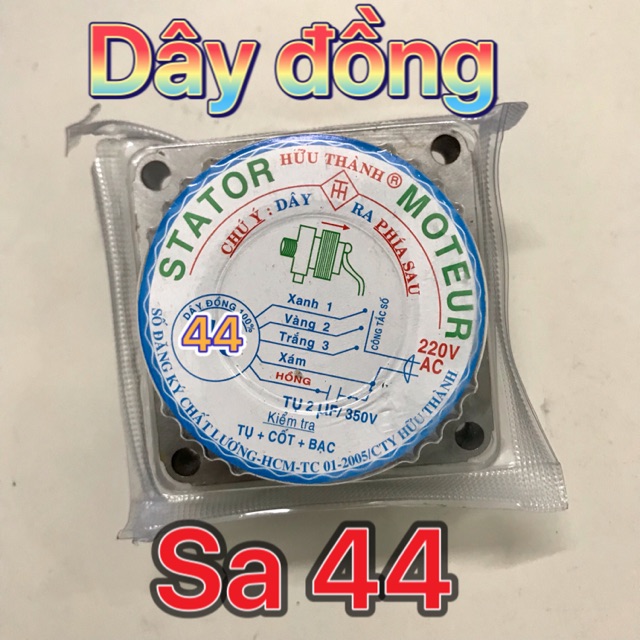 Dây đồng
HỮU THÀNH ®
STATOR MOTEUR
TH
CHÚ Ý : DÂY RA PHÍA SAU
Xanh 1
Vàng 2
Trắng 3
Xám
HỒNG
CÔNG TẮC SỐ
DÂY ĐỒNG 100%
44
220V
AC
TỤ 2 µF/ 350V
Kiểm tra
TỤ + CỐT + BẠC
SỐ ĐĂNG KÝ CHẤT LƯỢNG-HCM-TC 01-2005/CTY HỮU THÀNH
Sa 44